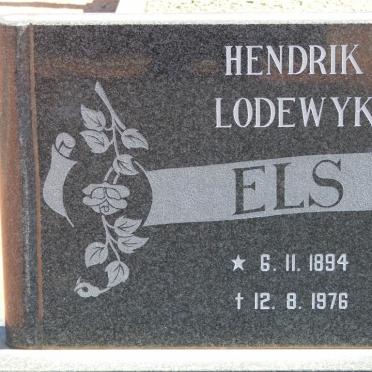 HENDRIK
LODEWYK
ELS
★ 6. 11. 1894
† 12. 8. 1976